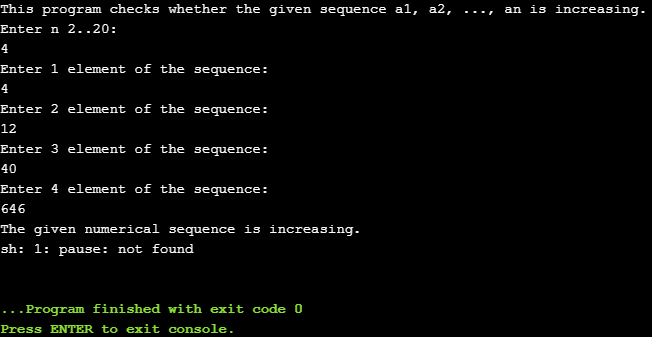 This program checks whether the given sequence a1, a2, ..., an is increasing.
Enter n 2..20:
4
Enter 1 element of the sequence:
4
Enter 2 element of the sequence:
12
Enter 3 element of the sequence:
40
Enter 4 element of the sequence:
646
The given numerical sequence is increasing.
sh: 1: pause: not found
...Program finished with exit code 0
Press ENTER to exit console.